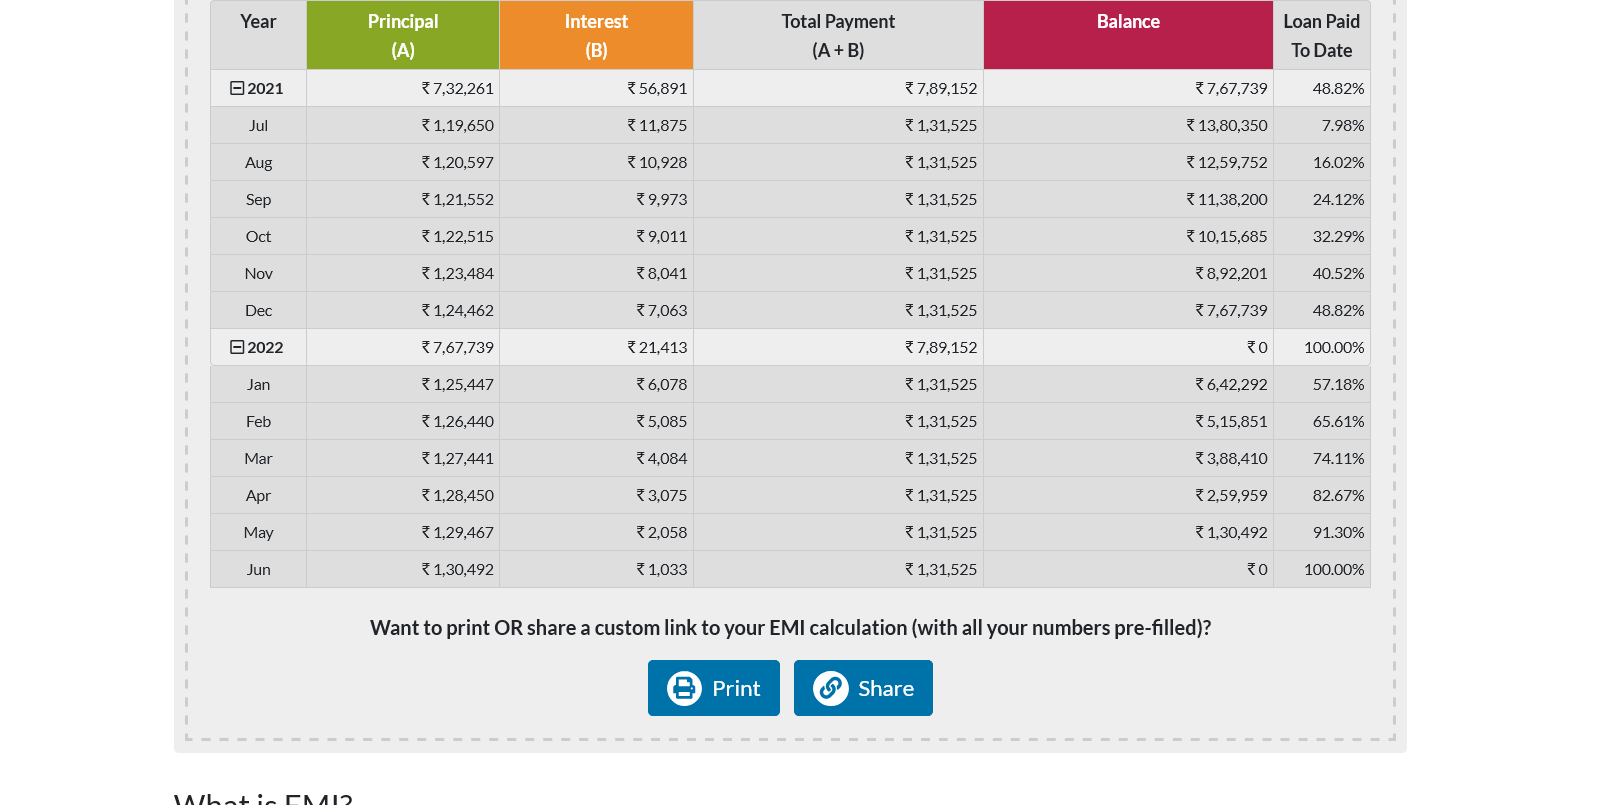 Year Principal (A) Interest (B) Total Payment (A + B) Balance Loan Paid To Date
2021 ₹ 7,32,261 ₹ 56,891 ₹ 7,89,152 ₹ 7,67,739 48.82%
Jul ₹ 1,19,650 ₹ 11,875 ₹ 1,31,525 ₹ 13,80,350 7.98%
Aug ₹ 1,20,597 ₹ 10,928 ₹ 1,31,525 ₹ 12,59,752 16.02%
Sep ₹ 1,21,552 ₹ 9,973 ₹ 1,31,525 ₹ 11,38,200 24.12%
Oct ₹ 1,22,515 ₹ 9,011 ₹ 1,31,525 ₹ 10,15,685 32.29%
Nov ₹ 1,23,484 ₹ 8,041 ₹ 1,31,525 ₹ 8,92,201 40.52%
Dec ₹ 1,24,462 ₹ 7,063 ₹ 1,31,525 ₹ 7,67,739 48.82%
2022 ₹ 7,67,739 ₹ 21,413 ₹ 7,89,152 ₹ 0 100.00%
Jan ₹ 1,25,447 ₹ 6,078 ₹ 1,31,525 ₹ 6,42,292 57.18%
Feb ₹ 1,26,440 ₹ 5,085 ₹ 1,31,525 ₹ 5,15,851 65.61%
Mar ₹ 1,27,441 ₹ 4,084 ₹ 1,31,525 ₹ 3,88,410 74.11%
Apr ₹ 1,28,450 ₹ 3,075 ₹ 1,31,525 ₹ 2,59,959 82.67%
May ₹ 1,29,467 ₹ 2,058 ₹ 1,31,525 ₹ 1,30,492 91.30%
Jun ₹ 1,30,492 ₹ 1,033 ₹ 1,31,525 ₹ 0 100.00%
Want to print OR share a custom link to your EMI calculation (with all your numbers pre-filled)?
Print Share
What is EMI?